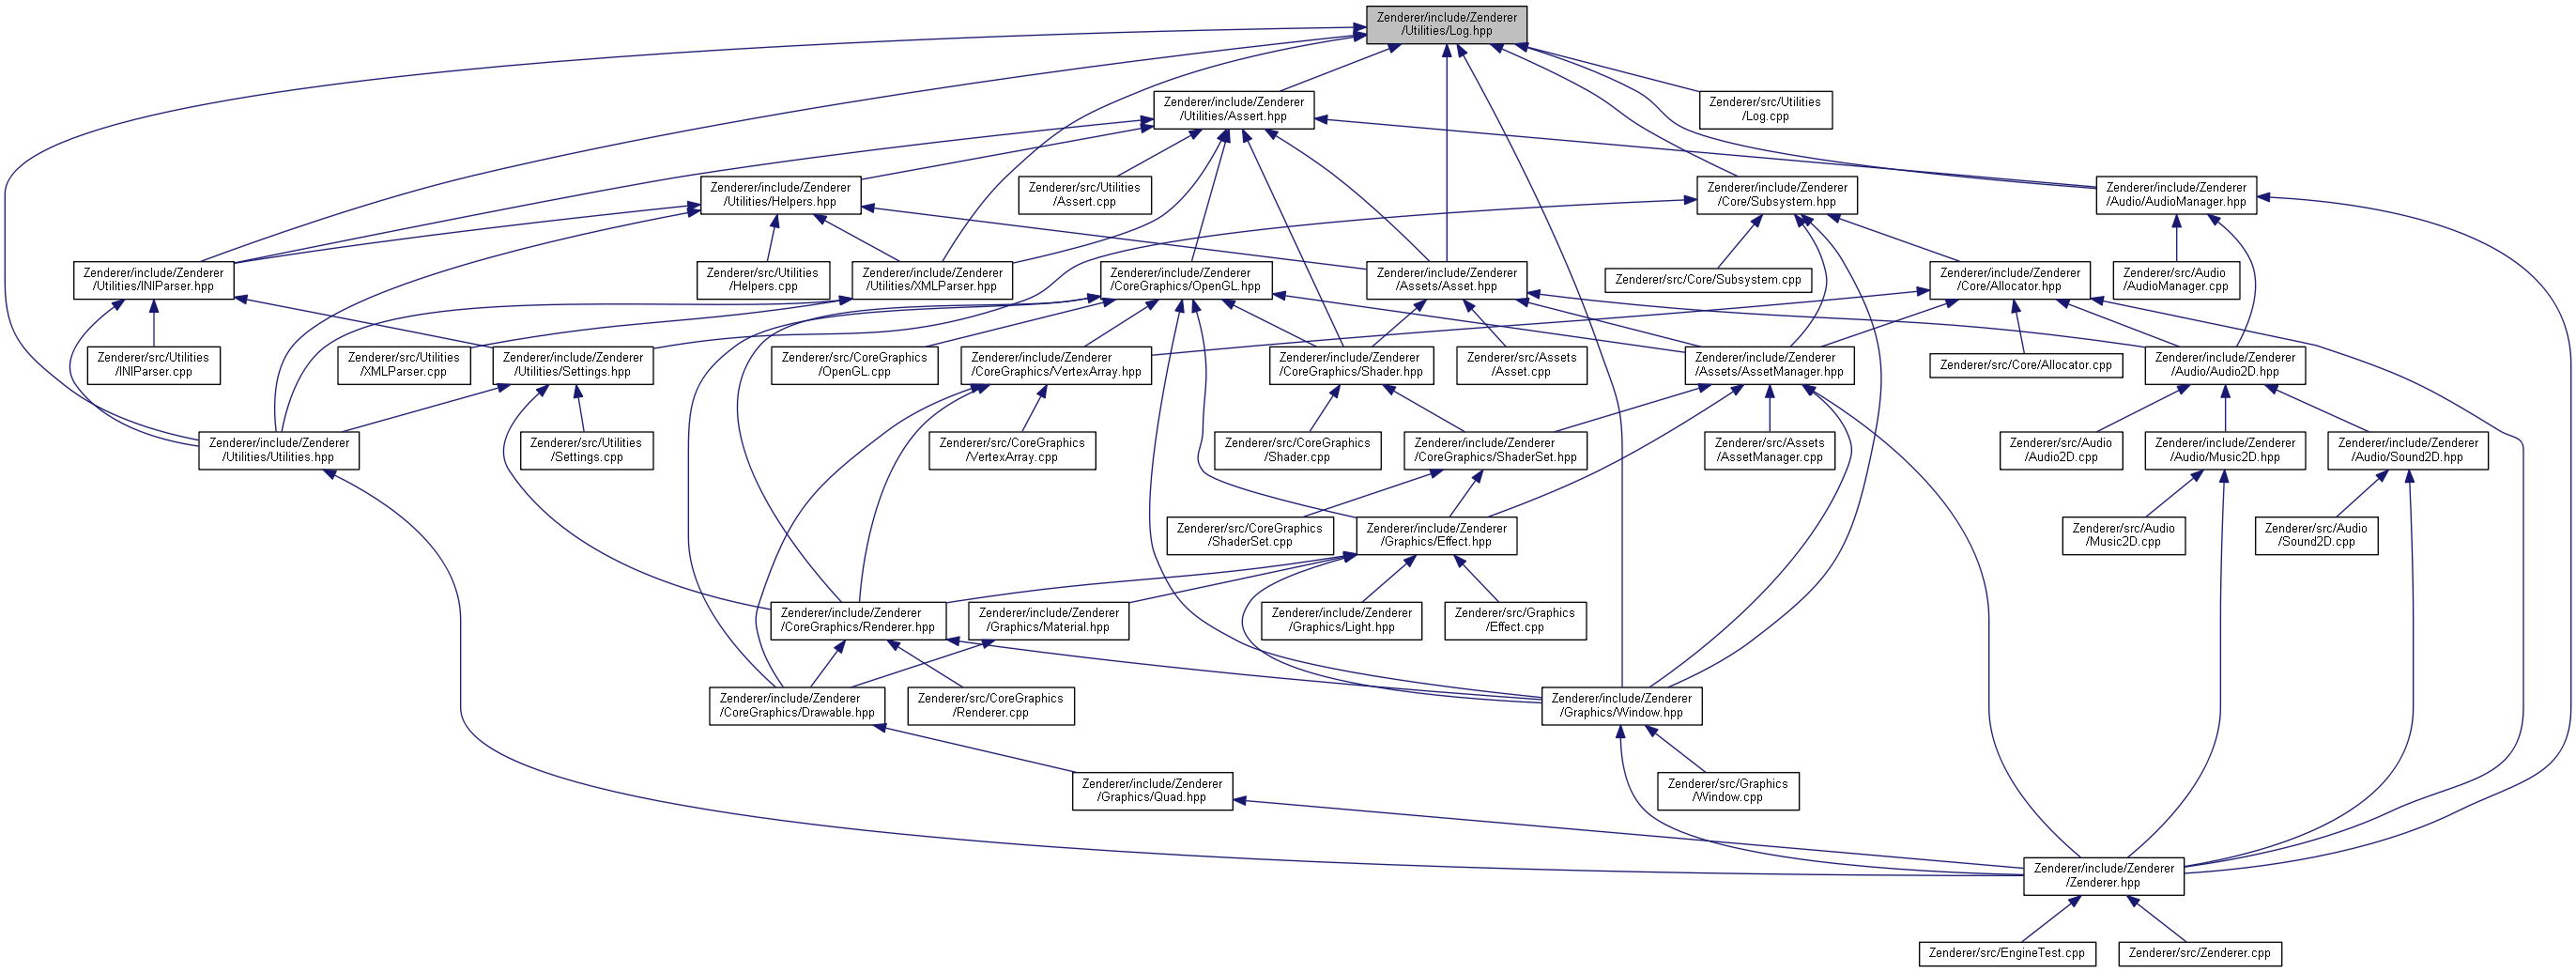 Zenderer/include/Zenderer
/Utilities/Log.hpp
Zenderer/include/Zenderer
/Utilities/Assert.hpp
Zenderer/src/Utilities
/Log.cpp
Zenderer/include/Zenderer
/Utilities/Helpers.hpp
Zenderer/src/Utilities
/Assert.cpp
Zenderer/include/Zenderer
/Core/Subsystem.hpp
Zenderer/include/Zenderer
/Audio/AudioManager.hpp
Zenderer/include/Zenderer
/Utilities/INIParser.hpp
Zenderer/src/Utilities
/Helpers.cpp
Zenderer/include/Zenderer
/Utilities/XMLParser.hpp
Zenderer/include/Zenderer
/CoreGraphics/OpenGL.hpp
Zenderer/include/Zenderer
/Assets/Asset.hpp
Zenderer/src/Core/Subsystem.cpp
Zenderer/include/Zenderer
/Core/Allocator.hpp
Zenderer/src/Audio
/AudioManager.cpp
Zenderer/src/Utilities
/INIParser.cpp
Zenderer/src/Utilities
/XMLParser.cpp
Zenderer/include/Zenderer
/Utilities/Settings.hpp
Zenderer/src/CoreGraphics
/OpenGL.cpp
Zenderer/include/Zenderer
/CoreGraphics/VertexArray.hpp
Zenderer/include/Zenderer
/CoreGraphics/Shader.hpp
Zenderer/src/Assets
/Asset.cpp
Zenderer/include/Zenderer
/Assets/AssetManager.hpp
Zenderer/src/Core/Allocator.cpp
Zenderer/include/Zenderer
/Audio/Audio2D.hpp
Zenderer/include/Zenderer
/Utilities/Utilities.hpp
Zenderer/src/Utilities
/Settings.cpp
Zenderer/src/CoreGraphics
/VertexArray.cpp
Zenderer/src/CoreGraphics
/Shader.cpp
Zenderer/include/Zenderer
/CoreGraphics/ShaderSet.hpp
Zenderer/src/Assets
/AssetManager.cpp
Zenderer/src/Audio
/Audio2D.cpp
Zenderer/include/Zenderer
/Audio/Music2D.hpp
Zenderer/include/Zenderer
/Audio/Sound2D.hpp
Zenderer/src/CoreGraphics
/ShaderSet.cpp
Zenderer/include/Zenderer
/Graphics/Effect.hpp
Zenderer/src/Audio
/Music2D.cpp
Zenderer/src/Audio
/Sound2D.cpp
Zenderer/include/Zenderer
/CoreGraphics/Renderer.hpp
Zenderer/include/Zenderer
/Graphics/Material.hpp
Zenderer/include/Zenderer
/Graphics/Light.hpp
Zenderer/src/Graphics
/Effect.cpp
Zenderer/include/Zenderer
/CoreGraphics/Drawable.hpp
Zenderer/src/CoreGraphics
/Renderer.cpp
Zenderer/include/Zenderer
/Graphics/Window.hpp
Zenderer/include/Zenderer
/Graphics/Quad.hpp
Zenderer/src/Graphics
/Window.cpp
Zenderer/include/Zenderer
/Zenderer.hpp
Zenderer/src/EngineTest.cpp
Zenderer/src/Zenderer.cpp